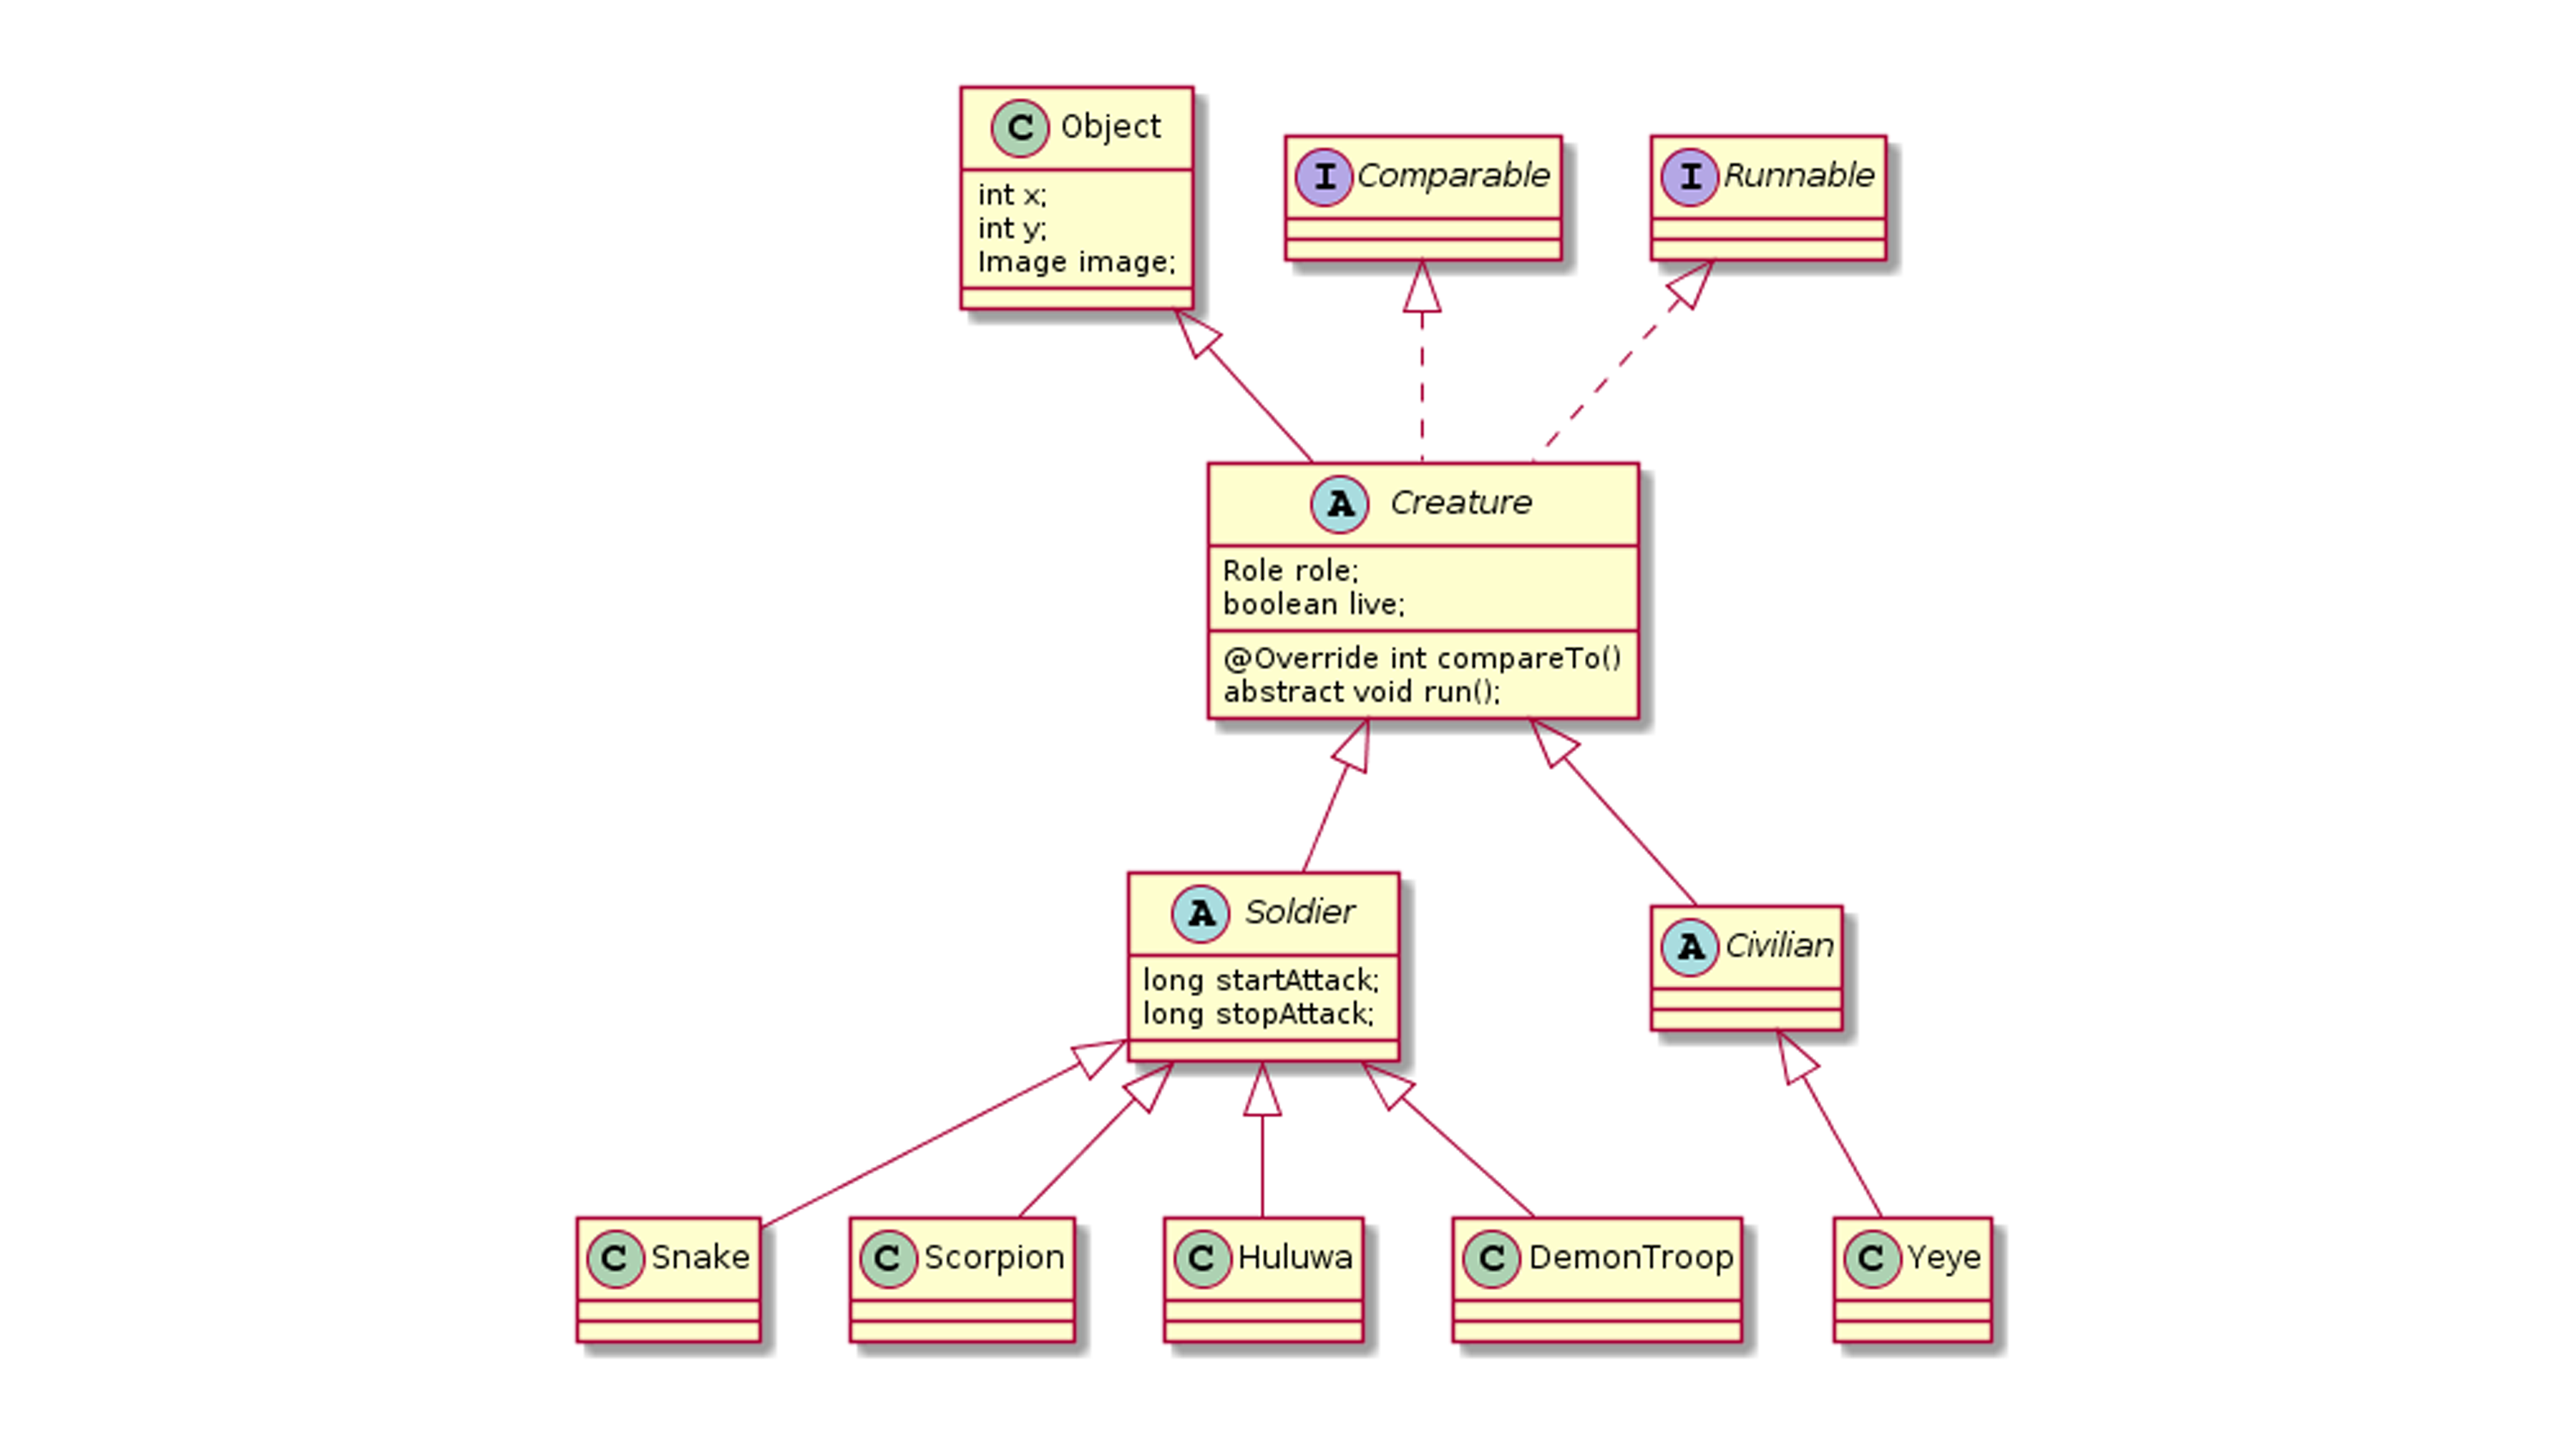 C Object
int x;
int y;
Image image;
I Comparable
I Runnable
A Creature
Role role;
boolean live;
@Override int compareTo()
abstract void run();
A Soldier
long startAttack;
long stopAttack;
A Civilian
C Snake
C Scorpion
C Huluwa
C DemonTroop
C Yeye